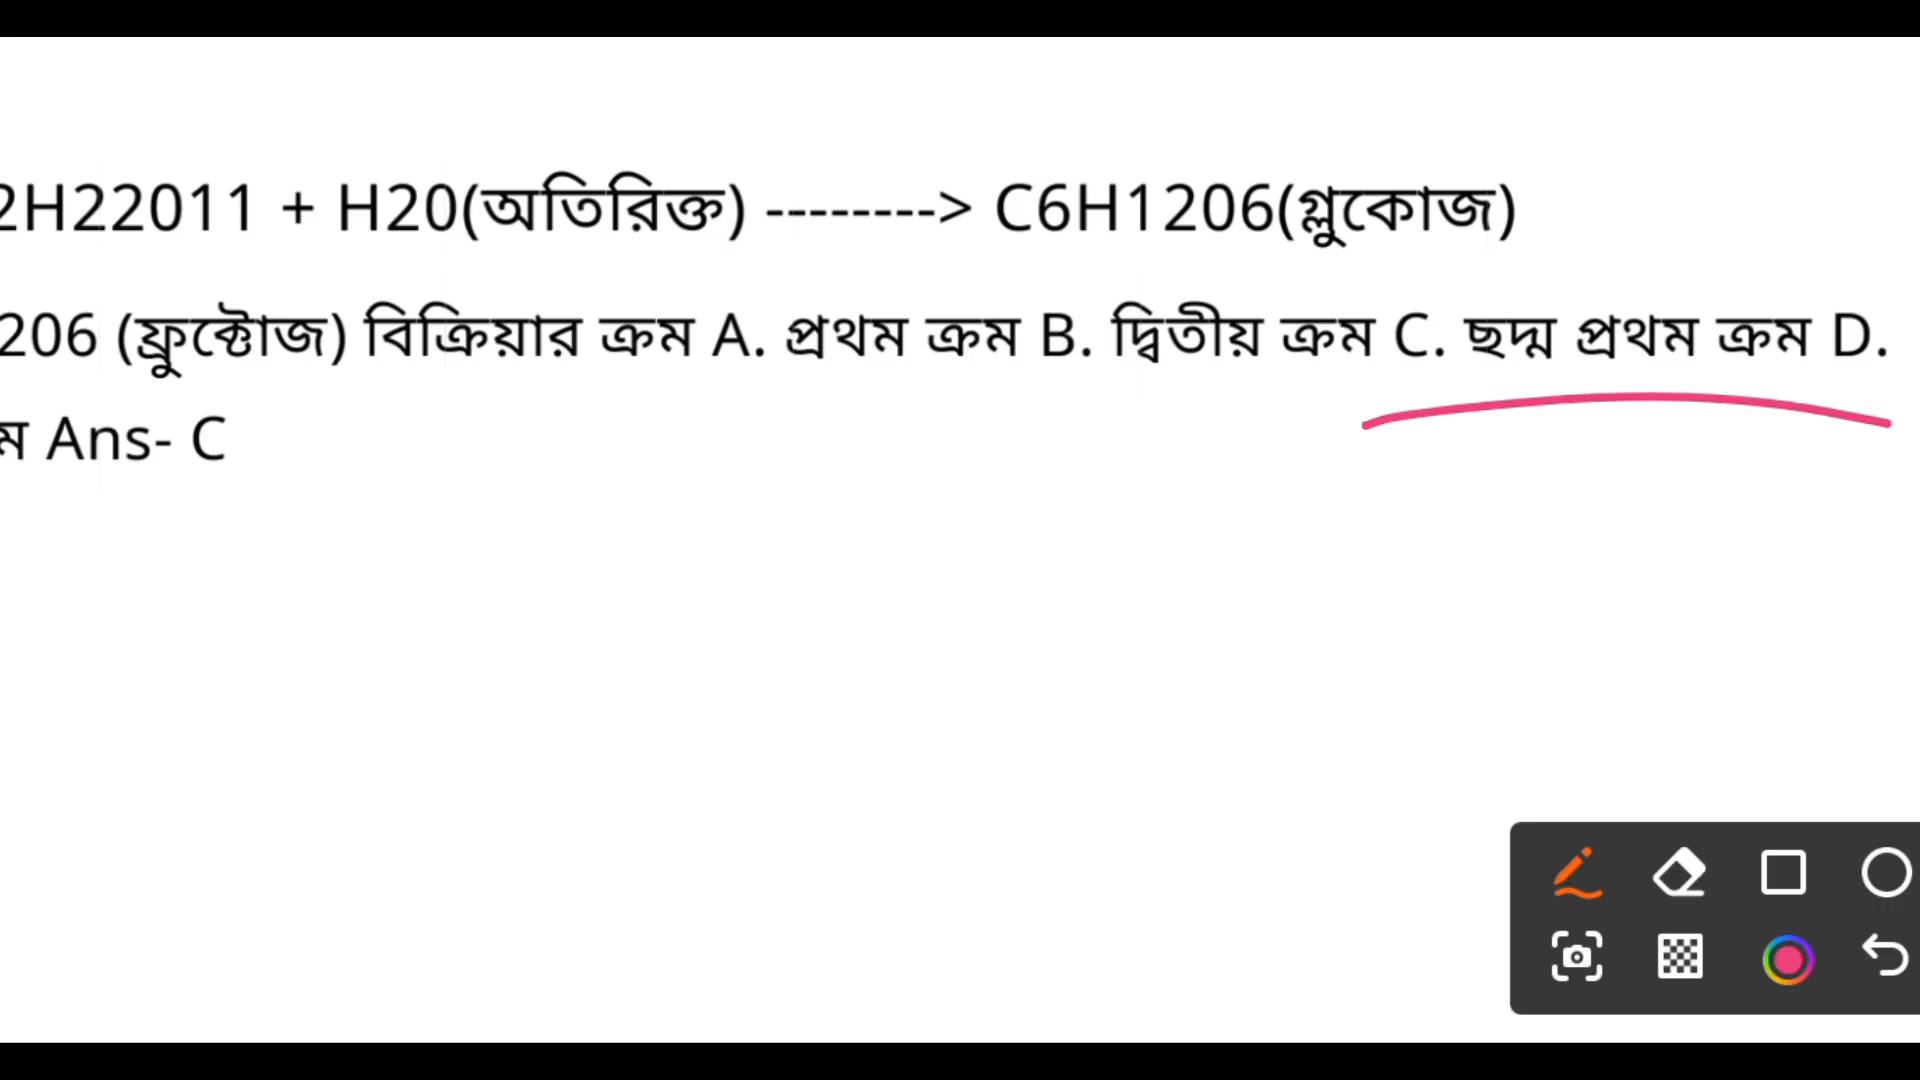 2H22011 + H20(অতিরিক্ত) --------> C6H1206(গ্লুকোজ)
206 (ফ্রুক্টোজ) বিক্রিয়ার ক্রম A. প্রথম ক্রম B. দ্বিতীয় ক্রম C. ছদ্ম প্রথম ক্রম D.
ম Ans- C